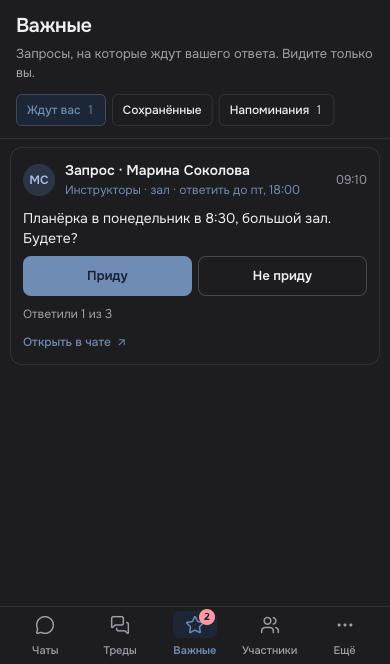 Важные
Запросы, на которые ждут вашего ответа. Видите только
вы.
Ждут вас 1
Сохранённые
Напоминания 1
МС
Запрос · Марина Соколова
09:10
Инструкторы · зал · ответить до пт, 18:00
Планёрка в понедельник в 8:30, большой зал.
Будете?
Приду
Не приду
Ответили 1 из 3
Открыть в чате ↗
2
Чаты
Треды
Важные
Участники
Ещё